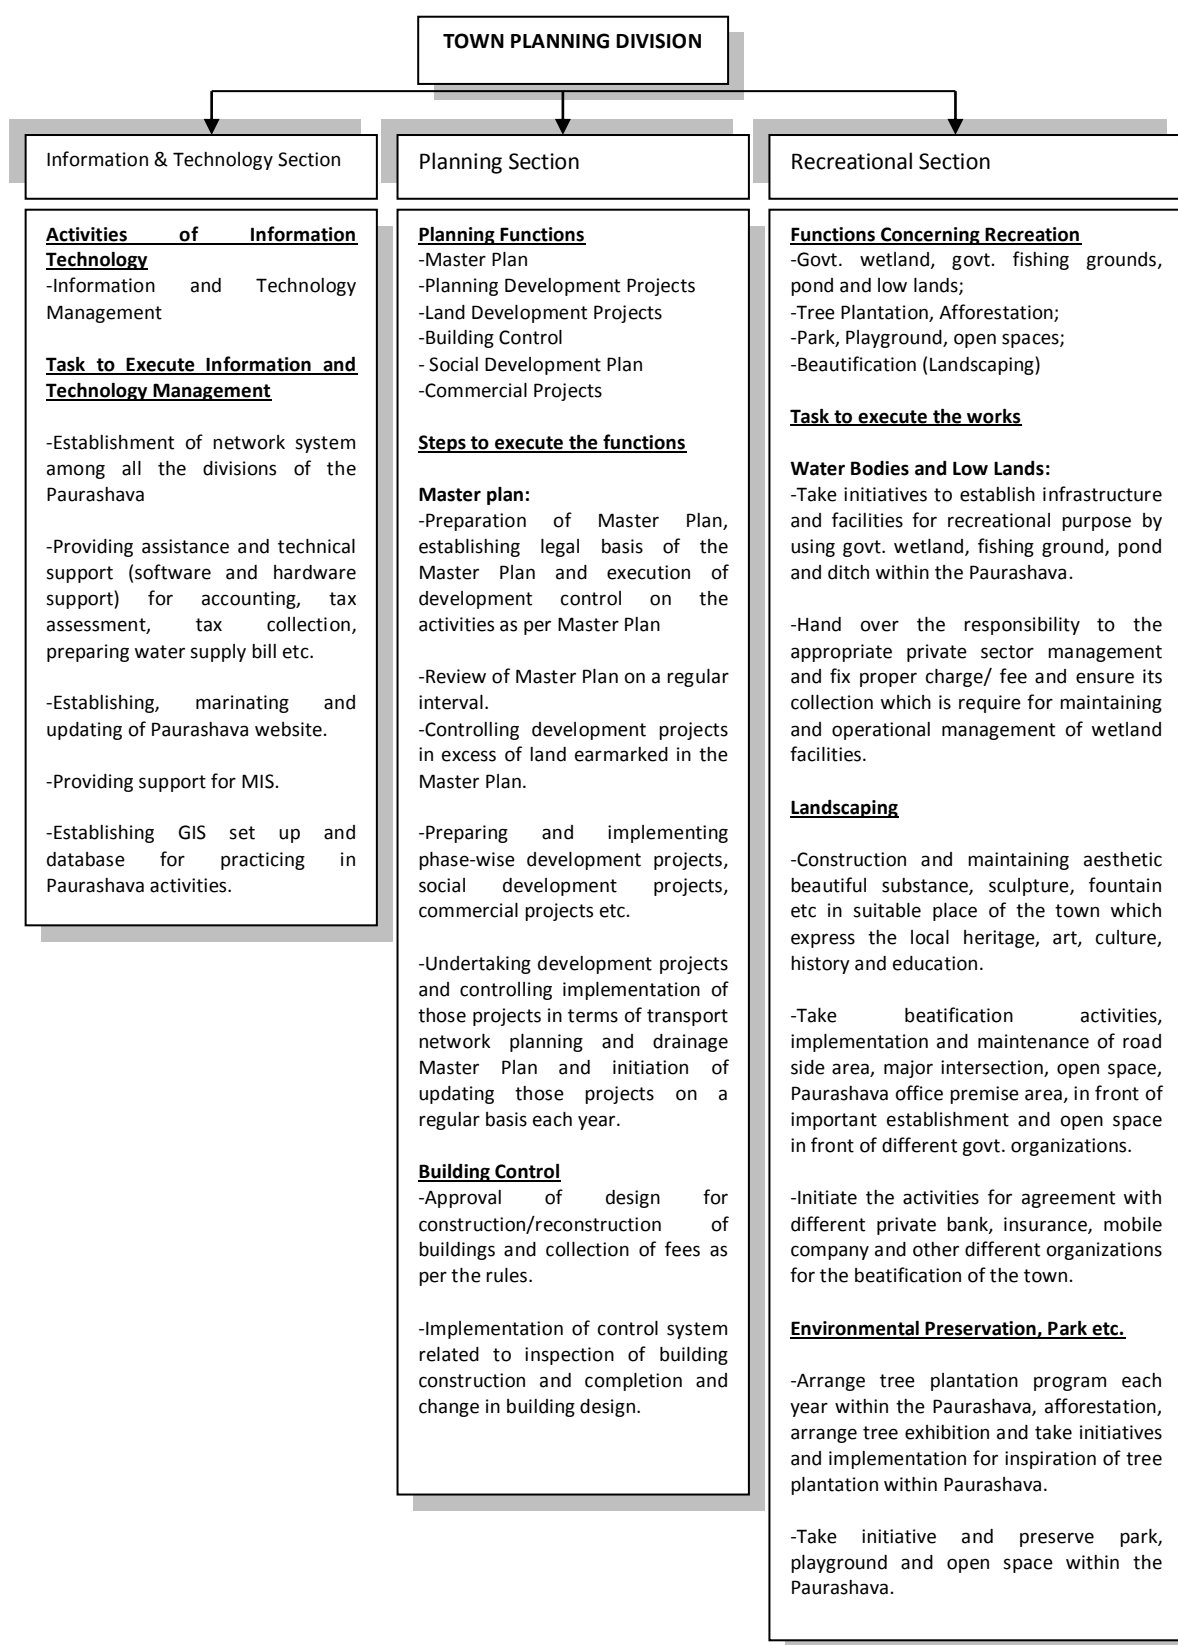 TOWN PLANNING DIVISION
Information & Technology Section
Activities of Information
Technology
-Information and Technology
Management
Task to Execute Information and
Technology Management
-Establishment of network system
among all the divisions of the
Paurashava
-Providing assistance and technical
support (software and hardware
support) for accounting, tax
assessment, tax collection,
preparing water supply bill etc.
-Establishing, marinating and
updating of Paurashava website.
-Providing support for MIS.
-Establishing GIS set up and
database for practicing in
Paurashava activities.
Planning Section
Planning Functions
-Master Plan
-Planning Development Projects
-Land Development Projects
-Building Control
- Social Development Plan
-Commercial Projects
Steps to execute the functions
Master plan:
-Preparation of Master Plan,
establishing legal basis of the
Master Plan and execution of
development control on the
activities as per Master Plan
-Review of Master Plan on a regular
interval.
-Controlling development projects
in excess of land earmarked in the
Master Plan.
-Preparing and implementing
phase-wise development projects,
social development projects,
commercial projects etc.
-Undertaking development projects
and controlling implementation of
those projects in terms of transport
network planning and drainage
Master Plan and initiation of
updating those projects on a
regular basis each year.
Building Control
-Approval of design for
construction/reconstruction of
buildings and collection of fees as
per the rules.
-Implementation of control system
related to inspection of building
construction and completion and
change in building design.
Recreational Section
Functions Concerning Recreation
-Govt. wetland, govt. fishing grounds,
pond and low lands;
-Tree Plantation, Afforestation;
-Park, Playground, open spaces;
-Beautification (Landscaping)
Task to execute the works
Water Bodies and Low Lands:
-Take initiatives to establish infrastructure
and facilities for recreational purpose by
using govt. wetland, fishing ground, pond
and ditch within the Paurashava.
-Hand over the responsibility to the
appropriate private sector management
and fix proper charge/ fee and ensure its
collection which is require for maintaining
and operational management of wetland
facilities.
Landscaping
-Construction and maintaining aesthetic
beautiful substance, sculpture, fountain
etc in suitable place of the town which
express the local heritage, art, culture,
history and education.
-Take beatification activities,
implementation and maintenance of road
side area, major intersection, open space,
Paurashava office premise area, in front of
important establishment and open space
in front of different govt. organizations.
-Initiate the activities for agreement with
different private bank, insurance, mobile
company and other different organizations
for the beatification of the town.
Environmental Preservation, Park etc.
-Arrange tree plantation program each
year within the Paurashava, afforestation,
arrange tree exhibition and take initiatives
and implementation for inspiration of tree
plantation within Paurashava.
-Take initiative and preserve park,
playground and open space within the
Paurashava.